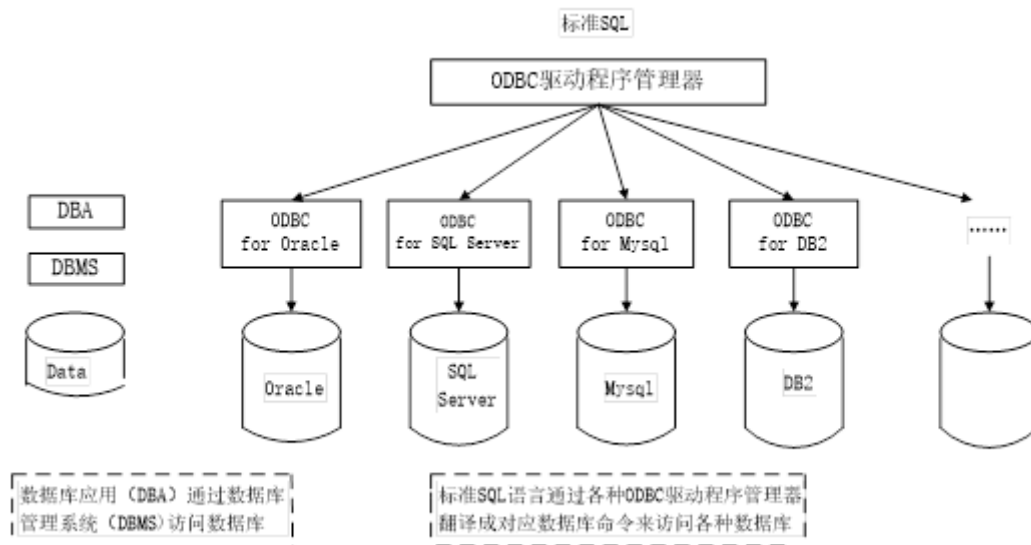 标准SQL
ODBC驱动程序管理器
DBA
DBMS
Data
ODBC
for Oracle
ODBC
for SQL Server
ODBC
for Mysql
ODBC
for DB2
……
Oracle
SQL
Server
Mysql
DB2
数据库应用（DBA）通过数据库
管理系统（DBMS)访问数据库
标准SQL语言通过各种ODBC驱动程序管理器
翻译成对应数据库命令来访问各种数据库